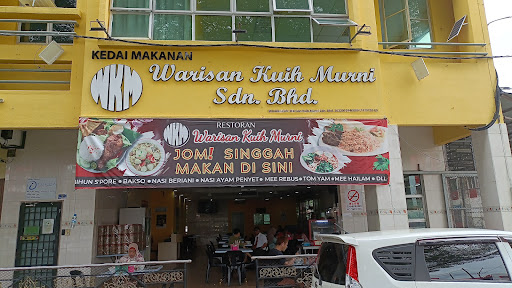 KEDAI MAKANAN
WKM
Warisan Kuih Murni
Sdn. Bhd.
RESTORAN
WKM Warisan Kuih Murni
JOM! SINGGAH
MAKAN DI SINI
BIHUN S'PORE • BAKSO • NASI BERIANI • NASI AYAM PENYET • MEE REBUS • TOM YAM • MEE HAILAM • DLL